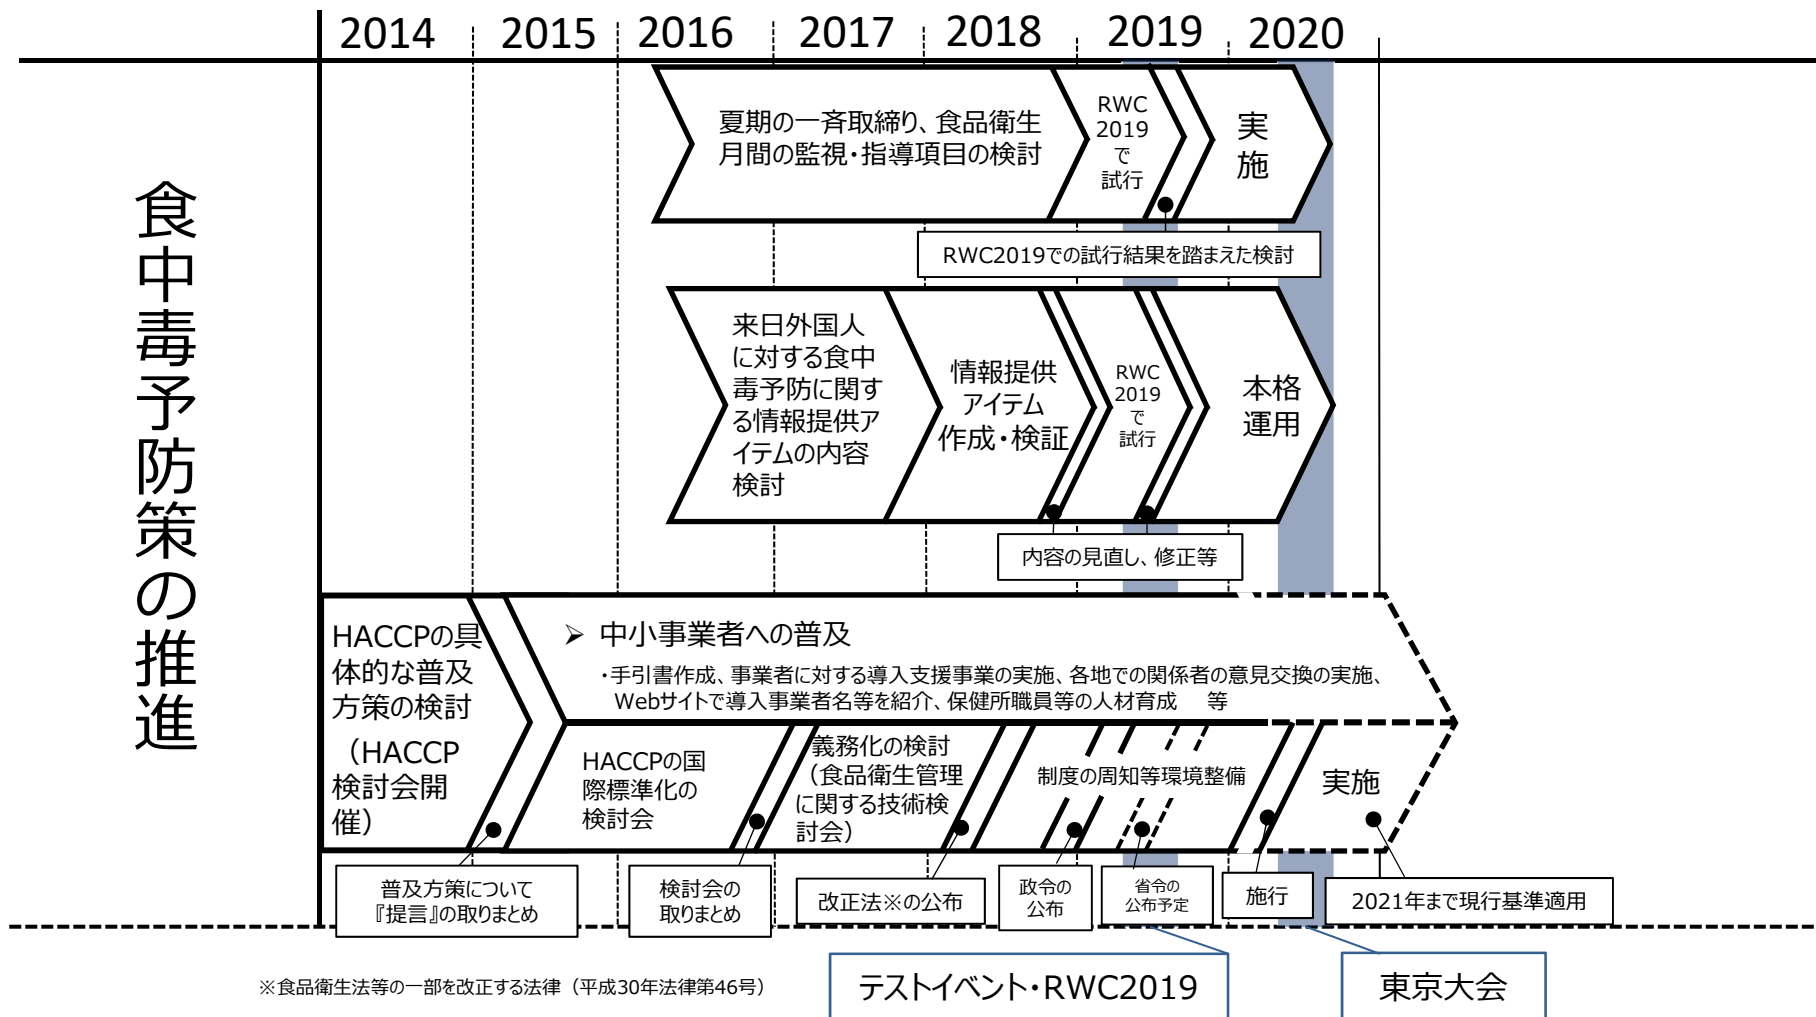 2014 2015 2016 2017 2018 2019 2020
食中毒予防策の推進
夏期の一斉取締り、食品衛生
月間の監視・指導項目の検討
RWC
2019
で
試行
実
施
RWC2019での試行結果を踏まえた検討
来日外国人
に対する食中
毒予防に関す
る情報提供ア
イテムの内容
検討
情報提供
アイテム
作成・検証
RWC
2019
で
試行
本格
運用
内容の見直し、修正等
HACCPの具
体的な普及
方策の検討
（HACCP
検討会開
催）
➢ 中小事業者への普及
・手引書作成、事業者に対する導入支援事業の実施、各地での関係者の意見交換の実施、
Webサイトで導入事業者名等を紹介、保健所職員等の人材育成　等
HACCPの国
際標準化の
検討会
義務化の検討
（食品衛生管理
に関する技術検
討会）
制度の周知等環境整備
実施
普及方策について
『提言』の取りまとめ
検討会の
取りまとめ
改正法※の公布
政令の
公布
省令の
公布予定
施行
2021年まで現行基準適用
※食品衛生法等の一部を改正する法律（平成30年法律第46号）
テストイベント・RWC2019
東京大会